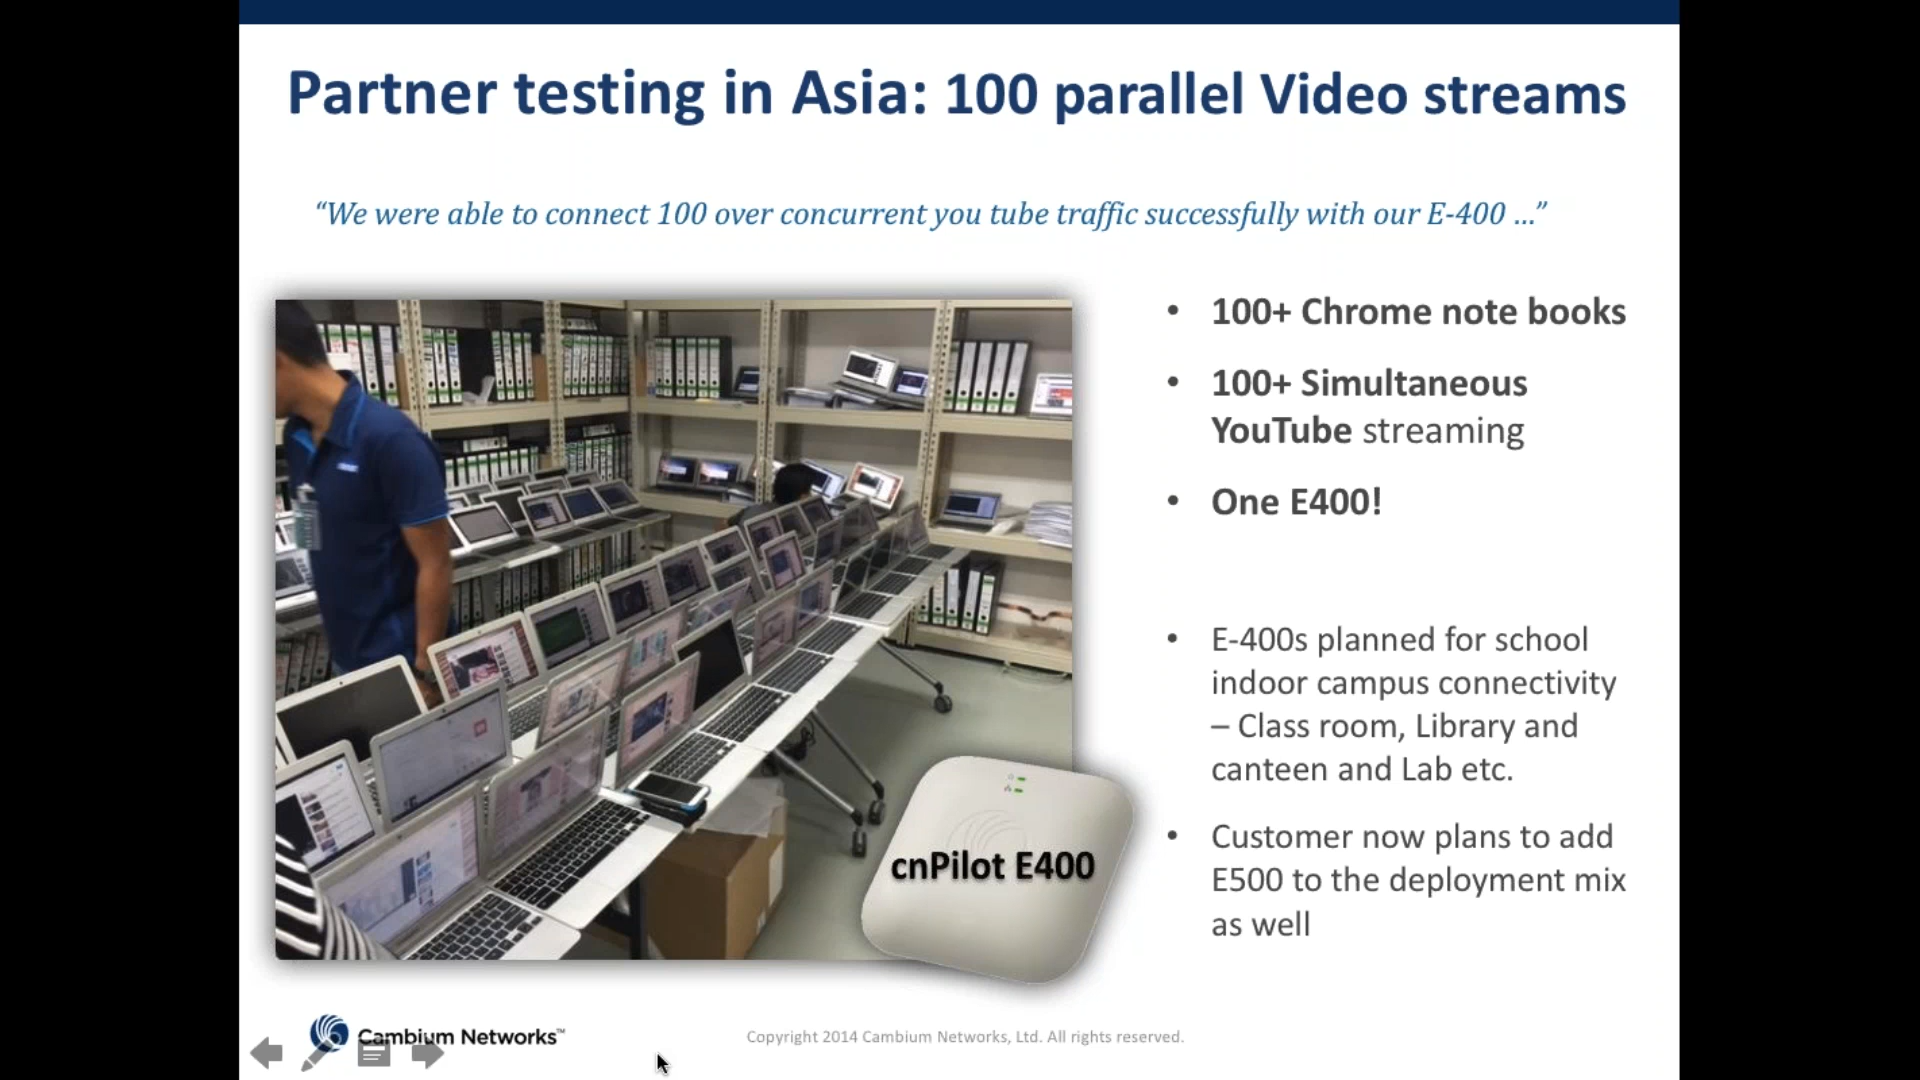 Partner testing in Asia: 100 parallel Video streams
“We were able to connect 100 over concurrent you tube traffic successfully with our E-400 ...”
• 100+ Chrome note books
• 100+ Simultaneous
YouTube streaming
• One E400!
• E-400s planned for school
indoor campus connectivity
– Class room, Library and
canteen and Lab etc.
• Customer now plans to add
E500 to the deployment mix
as well
cnPilot E400
Cambium Networks™
Copyright 2014 Cambium Networks, Ltd. All rights reserved.